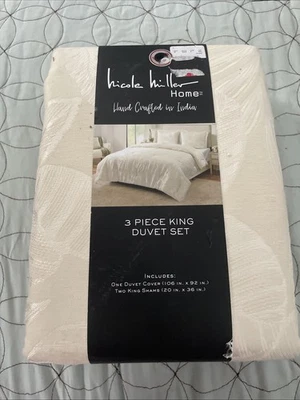 nicole miller
Home
Hand Crafted in India
3 PIECE KING
DUVET SET
INCLUDES:
ONE DUVET COVER (106 IN. X 92 IN.)
TWO KING SHAMS (20 IN. X 36 IN.)